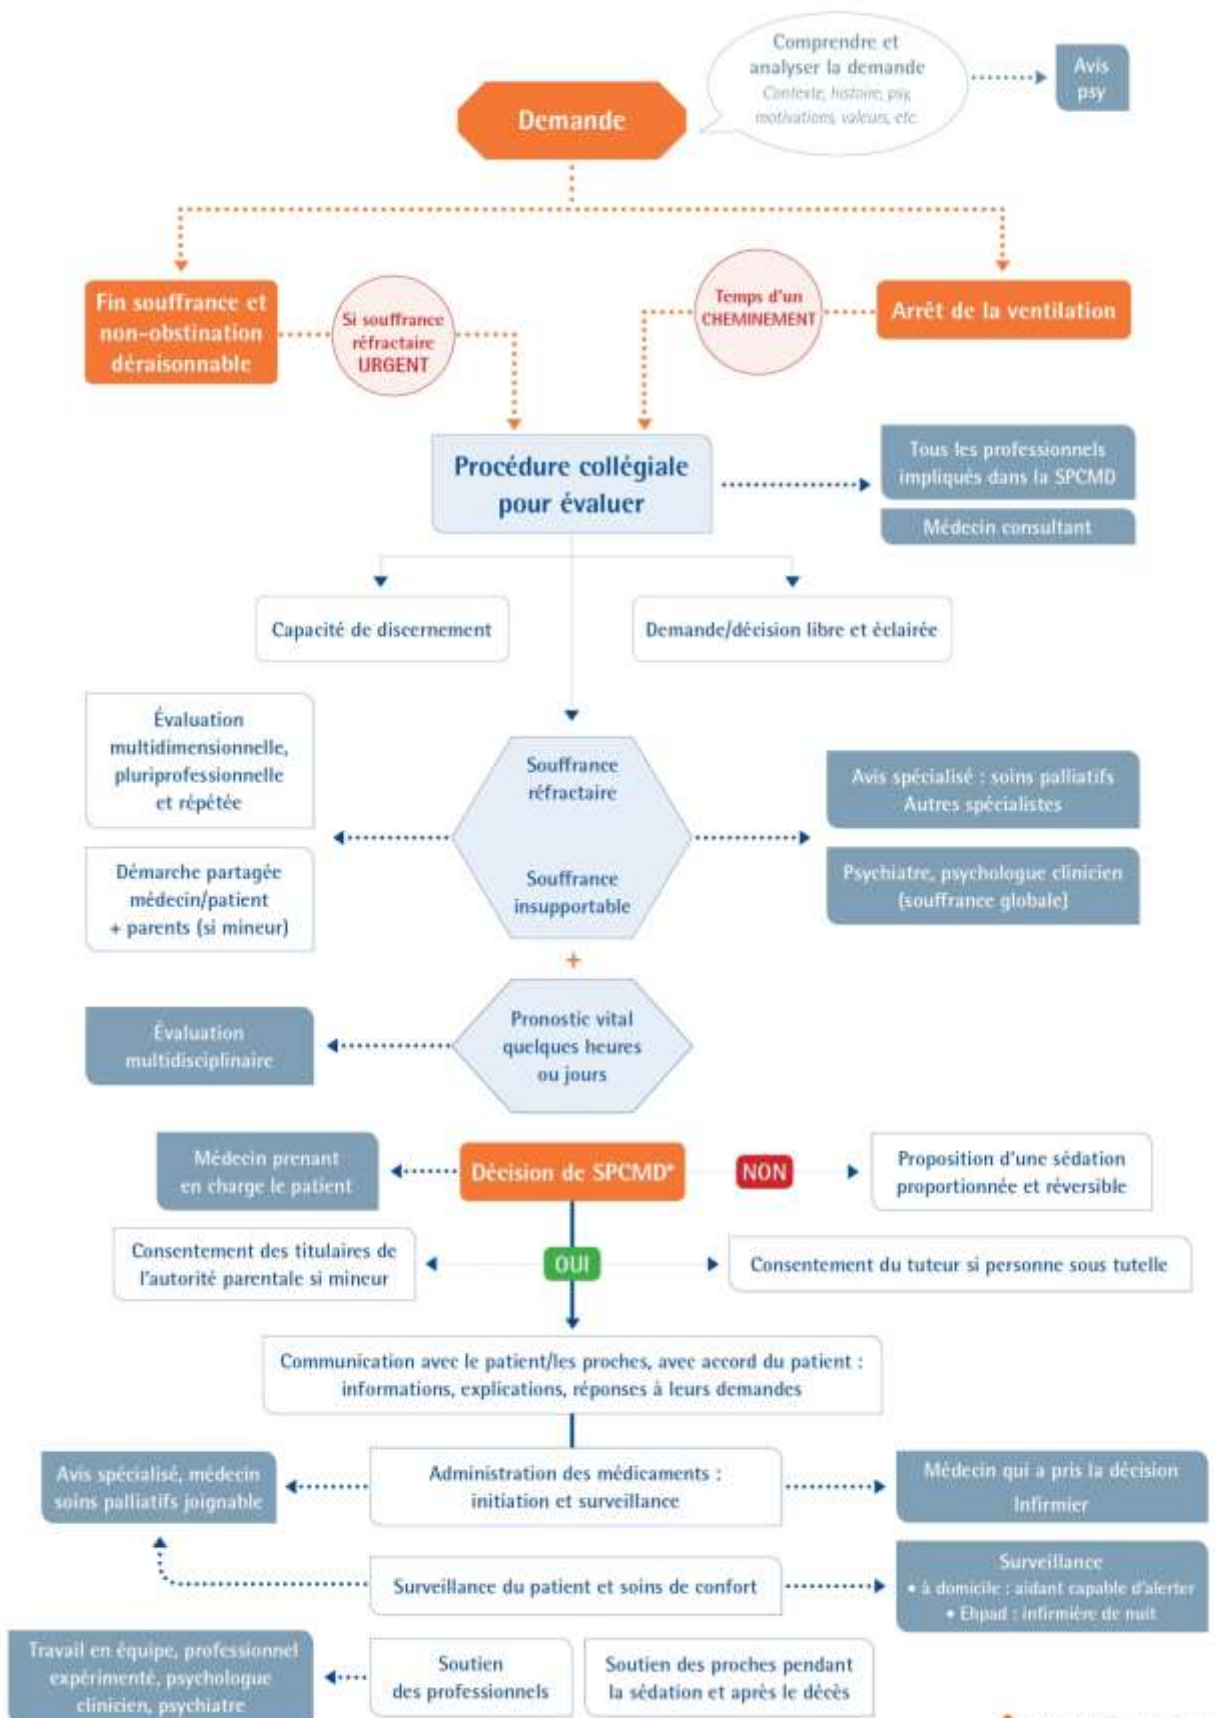 Comprendre et
analyser la demande
Contexte, histoire, psy,
motivations, valeurs, etc.
Avis
psy
Demande
Fin souffrance et
non-obstination
déraisonnable
Si souffrance
réfractaire
URGENT
Temps d'un
CHEMINEMENT
Arrêt de la ventilation
Procédure collégiale
pour évaluer
Tous les professionnels
impliqués dans la SPCMD
Médecin consultant
Capacité de discernement
Demande/décision libre et éclairée
Évaluation
multidimensionnelle,
pluriprofessionnelle
et répétée
Démarche partagée
médecin/patient
+ parents (si mineur)
Souffrance
réfractaire
Souffrance
insupportable
Avis spécialisé : soins palliatifs
Autres spécialistes
Psychiatre, psychologue clinicien
(souffrance globale)
+
Évaluation
multidisciplinaire
Pronostic vital
quelques heures
ou jours
Médecin prenant
en charge le patient
Décision de SPCMD*
NON
Proposition d'une sédation
proportionnée et réversible
Consentement des titulaires de
l'autorité parentale si mineur
OUI
Consentement du tuteur si personne sous tutelle
Communication avec le patient/les proches, avec accord du patient :
informations, explications, réponses à leurs demandes
Avis spécialisé, médecin
soins palliatifs joignable
Administration des médicaments :
initiation et surveillance
Médecin qui a pris la décision
Infirmier
Surveillance du patient et soins de confort
Surveillance
• à domicile : aidant capable d'alerter
• Ehpad : infirmière de nuit
Travail en équipe, professionnel
expérimenté, psychologue
clinicien, psychiatre
Soutien
des professionnels
Soutien des proches pendant
la sédation et après le décès